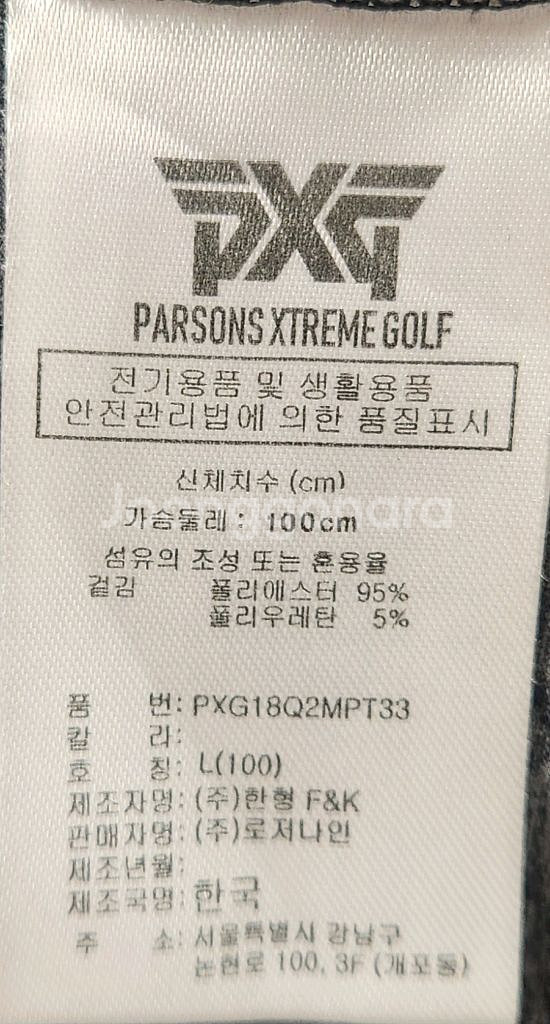 PXG
PARSONS XTREME GOLF
전기용품 및 생활용품
안전관리법에 의한 품질표시
신체치수 (cm)
가슴둘레 : 100cm
섬유의 조성 또는 혼용율
겉감 폴리에스터 95%
폴리우레탄 5%
품 번: PXG18Q2MPT33
칼 라:
호 칭: L(100)
제조자명: (주)한형 F&K
판매자명: (주)로저나인
제조년월:
제조국명: 한국
주 소: 서울특별시 강남구
논현로 100, 3F (개포동)